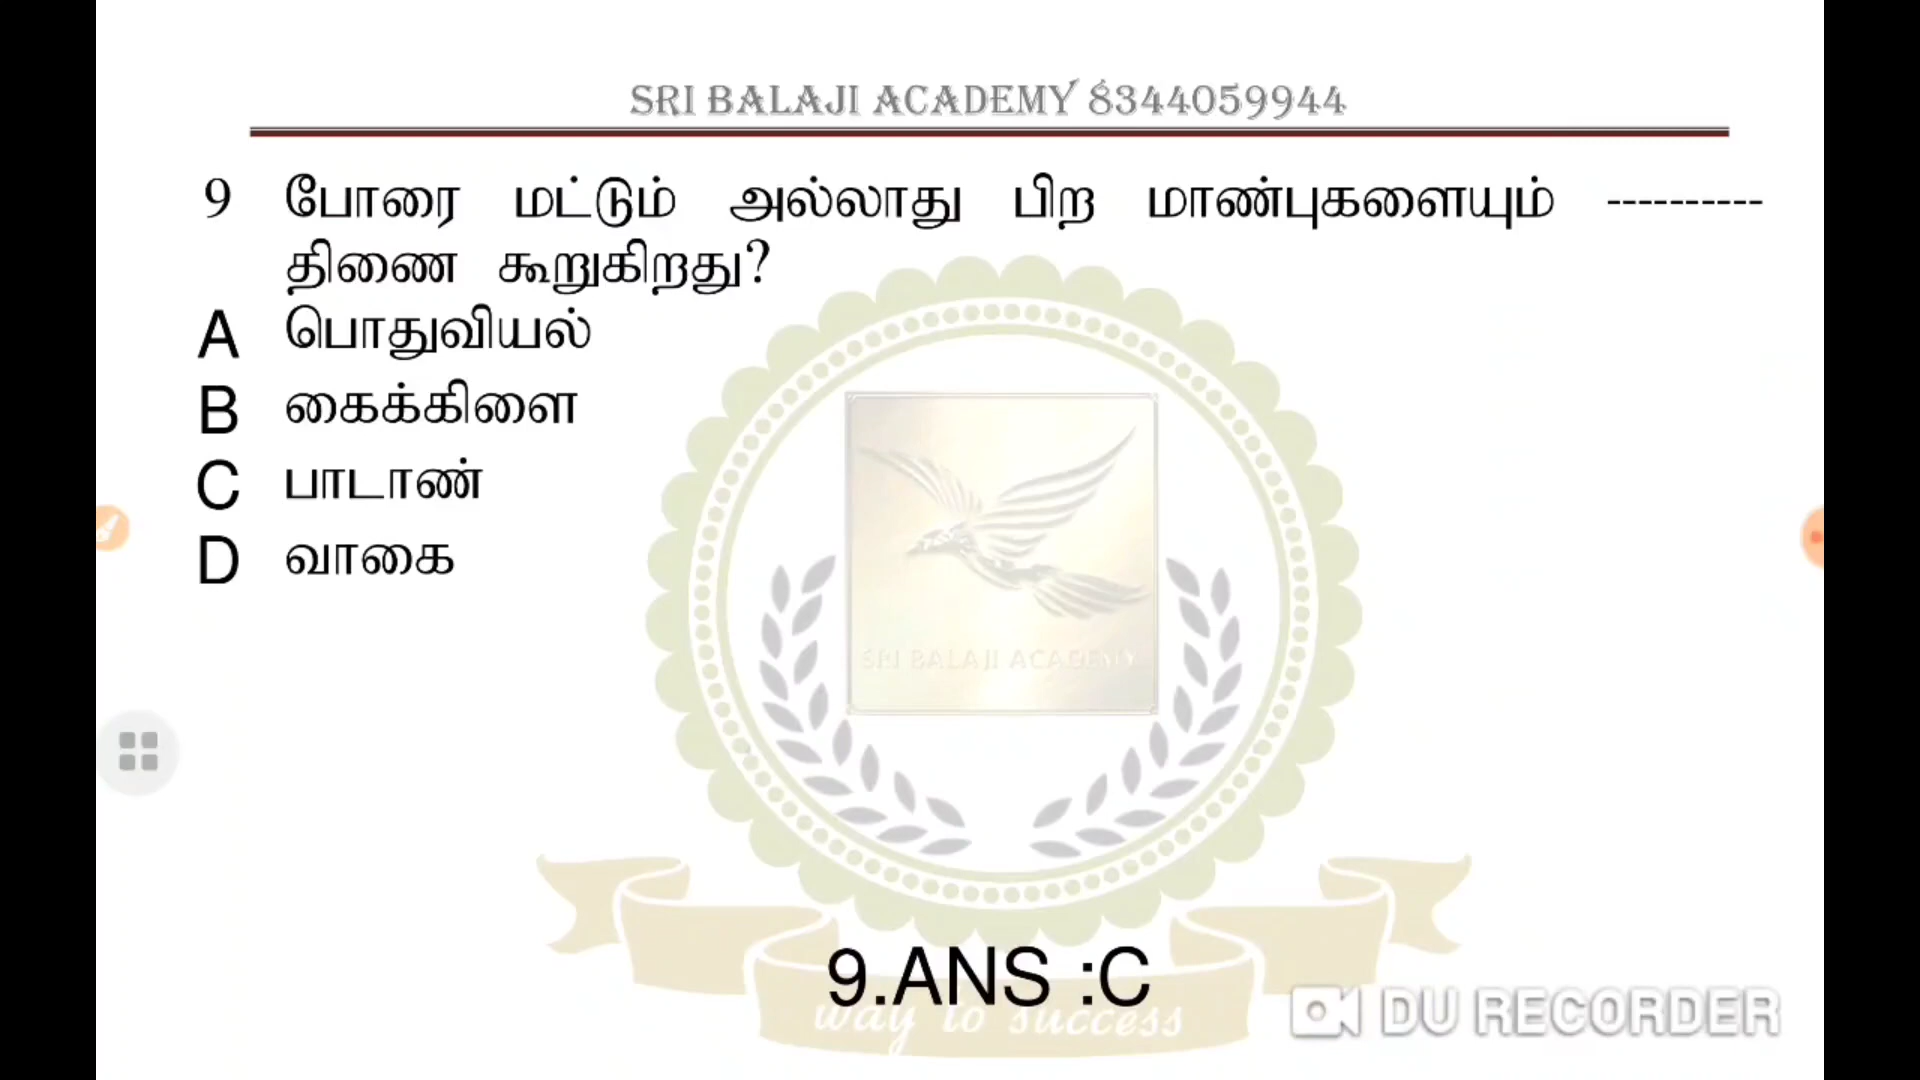 SRI BALAJI ACADEMY 8344059944
9 போரை மட்டும் அல்லாது பிற மாண்புகளையும் ----------
திணை கூறுகிறது?
A பொதுவியல்
B கைக்கிளை
C பாடாண்
D வாகை
SRI BALAJI ACADEMY
9.ANS :C
way to success
DU RECORDER